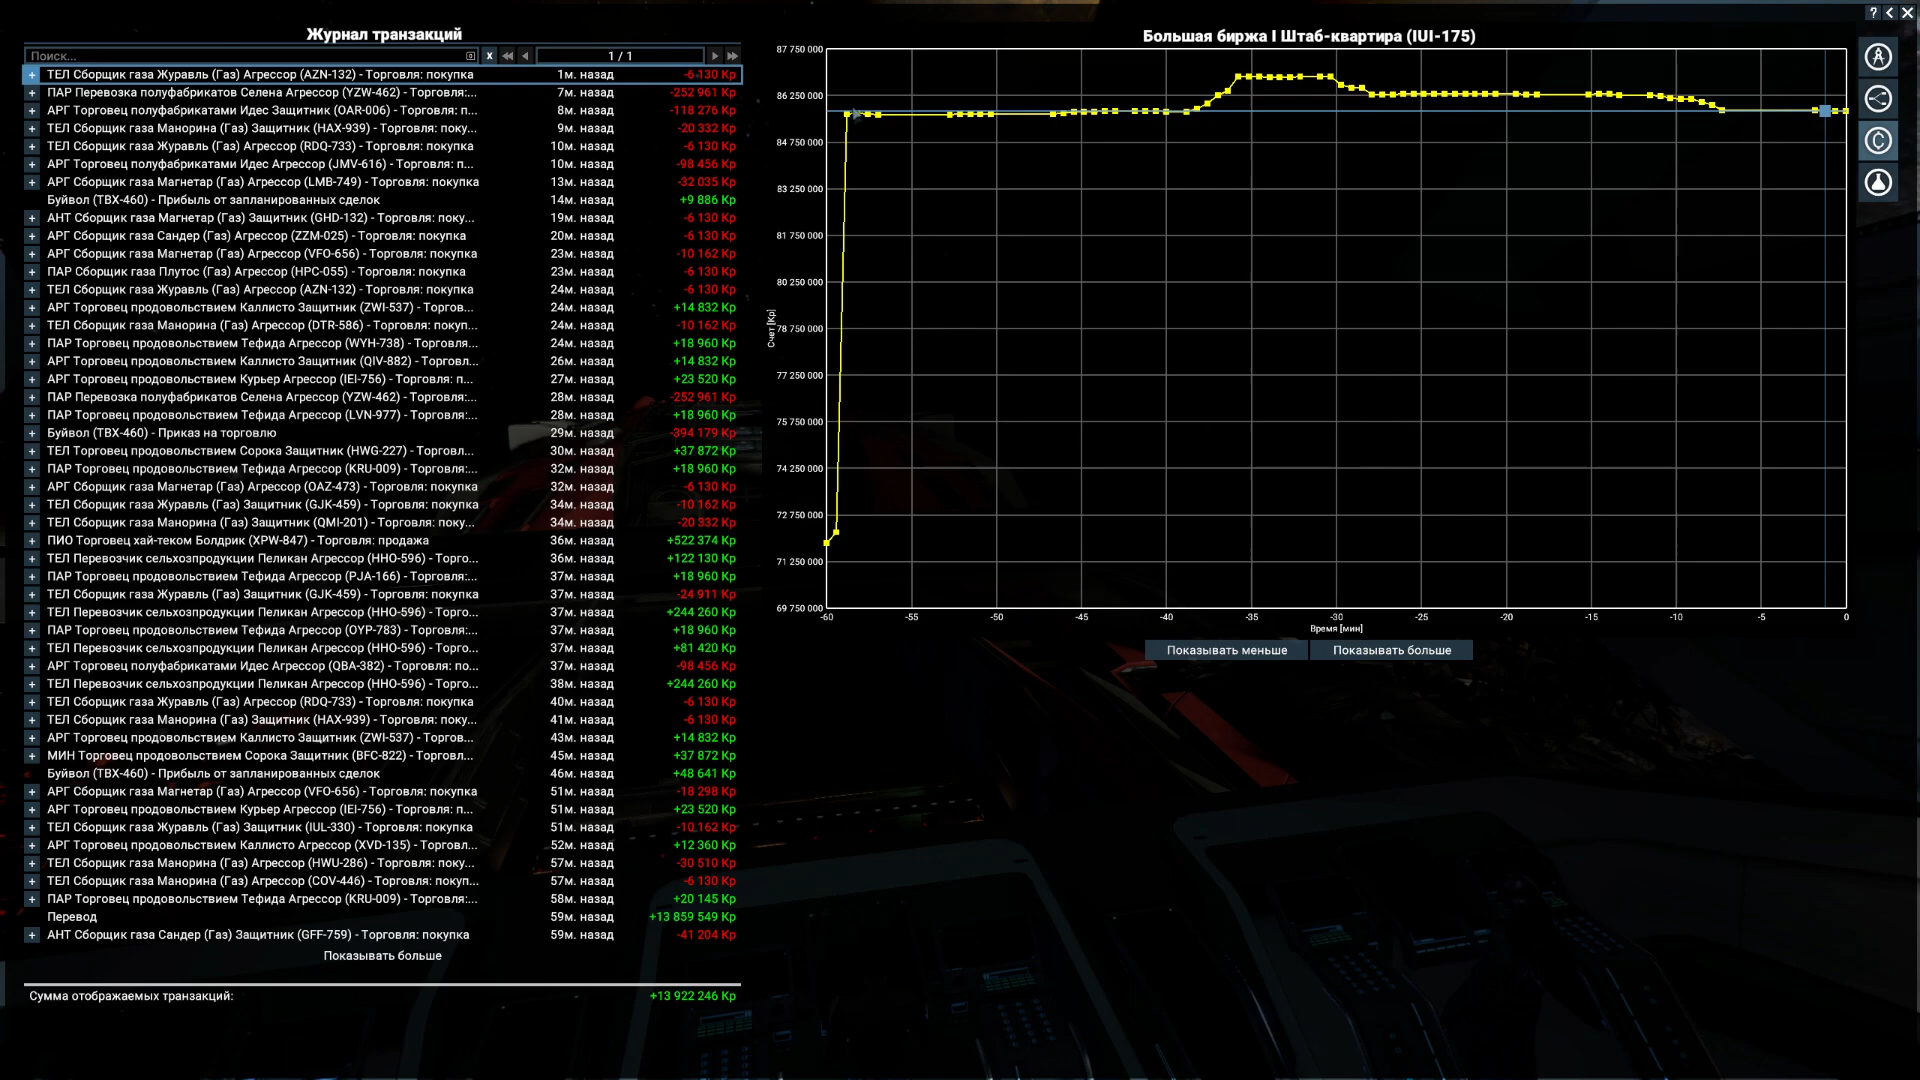 Журнал транзакций
Поиск...
x
1 / 1
+ ТЕЛ Сборщик газа Журавль (Газ) Агрессор (AZN-132) - Торговля: покупка 1м. назад -6 130 Кр
+ ПАР Перевозка полуфабрикатов Селена Агрессор (YZW-462) - Торговля:... 7м. назад -252 961 Кр
+ АРГ Торговец полуфабрикатами Идес Защитник (OAR-006) - Торговля: п... 8м. назад -118 276 Кр
+ ТЕЛ Сборщик газа Манорина (Газ) Защитник (HAX-939) - Торговля: поку... 9м. назад -20 332 Кр
+ ТЕЛ Сборщик газа Журавль (Газ) Агрессор (RDQ-733) - Торговля: покупка 10м. назад -6 130 Кр
+ АРГ Торговец полуфабрикатами Идес Агрессор (JMV-616) - Торговля: п... 10м. назад -98 456 Кр
+ АРГ Сборщик газа Магнетар (Газ) Агрессор (LMB-749) - Торговля: покупка 13м. назад -32 035 Кр
Буйвол (TBX-460) - Прибыль от запланированных сделок 14м. назад +9 886 Кр
+ АНТ Сборщик газа Магнетар (Газ) Защитник (GHD-132) - Торговля: поку... 19м. назад -6 130 Кр
+ АРГ Сборщик газа Сандер (Газ) Агрессор (ZZM-025) - Торговля: покупка 20м. назад -6 130 Кр
+ АРГ Сборщик газа Магнетар (Газ) Агрессор (VFO-656) - Торговля: покупка 23м. назад -10 162 Кр
+ ПАР Сборщик газа Плутос (Газ) Агрессор (HPC-055) - Торговля: покупка 23м. назад -6 130 Кр
+ ТЕЛ Сборщик газа Журавль (Газ) Агрессор (AZN-132) - Торговля: покупка 24м. назад -6 130 Кр
+ АРГ Торговец продовольствием Каллисто Защитник (ZWI-537) - Торгов... 24м. назад +14 832 Кр
+ ТЕЛ Сборщик газа Манорина (Газ) Агрессор (DTR-586) - Торговля: покуп... 24м. назад -10 162 Кр
+ ПАР Торговец продовольствием Тефида Агрессор (WYH-738) - Торговля... 24м. назад +18 960 Кр
+ АРГ Торговец продовольствием Каллисто Защитник (QIV-882) - Торговл... 26м. назад +14 832 Кр
+ АРГ Торговец продовольствием Курьер Агрессор (IEI-756) - Торговля: п... 27м. назад +23 520 Кр
+ ПАР Перевозка полуфабрикатов Селена Агрессор (YZW-462) - Торговля:... 28м. назад -252 961 Кр
+ ПАР Торговец продовольствием Тефида Агрессор (LVN-977) - Торговля:... 28м. назад +18 960 Кр
+ Буйвол (TBX-460) - Приказ на торговлю 29м. назад -394 179 Кр
+ ТЕЛ Торговец продовольствием Сорока Защитник (HWG-227) - Торговл... 30м. назад +37 872 Кр
+ ПАР Торговец продовольствием Тефида Агрессор (KRU-009) - Торговля:... 32м. назад +18 960 Кр
+ АРГ Сборщик газа Магнетар (Газ) Агрессор (OAZ-473) - Торговля: покупка 32м. назад -6 130 Кр
+ ТЕЛ Сборщик газа Журавль (Газ) Защитник (GJK-459) - Торговля: покупка 34м. назад -10 162 Кр
+ ТЕЛ Сборщик газа Манорина (Газ) Защитник (QMI-201) - Торговля: поку... 34м. назад -20 332 Кр
+ ПИО Торговец хай-теком Болдрик (XPW-847) - Торговля: продажа 36м. назад +522 374 Кр
+ ТЕЛ Перевозчик сельхозпродукции Пеликан Агрессор (HHO-596) - Торго... 36м. назад +122 130 Кр
+ ПАР Торговец продовольствием Тефида Агрессор (PJA-166) - Торговля:... 37м. назад +18 960 Кр
+ ТЕЛ Сборщик газа Журавль (Газ) Защитник (GJK-459) - Торговля: покупка 37м. назад -24 911 Кр
+ ТЕЛ Перевозчик сельхозпродукции Пеликан Агрессор (HHO-596) - Торго... 37м. назад +244 260 Кр
+ ПАР Торговец продовольствием Тефида Агрессор (OYP-783) - Торговля:... 37м. назад +18 960 Кр
+ ТЕЛ Перевозчик сельхозпродукции Пеликан Агрессор (HHO-596) - Торго... 37м. назад +81 420 Кр
+ АРГ Торговец полуфабрикатами Идес Агрессор (QBA-382) - Торговля: по... 37м. назад -98 456 Кр
+ ТЕЛ Перевозчик сельхозпродукции Пеликан Агрессор (HHO-596) - Торго... 38м. назад +244 260 Кр
+ ТЕЛ Сборщик газа Журавль (Газ) Агрессор (RDQ-733) - Торговля: покупка 40м. назад -6 130 Кр
+ ТЕЛ Сборщик газа Манорина (Газ) Защитник (HAX-939) - Торговля: поку... 41м. назад -6 130 Кр
+ АРГ Торговец продовольствием Каллисто Защитник (ZWI-537) - Торгов... 43м. назад +14 832 Кр
+ МИН Торговец продовольствием Сорока Защитник (BFC-822) - Торговл... 45м. назад +37 872 Кр
Буйвол (TBX-460) - Прибыль от запланированных сделок 46м. назад +48 641 Кр
+ АРГ Сборщик газа Магнетар (Газ) Агрессор (VFO-656) - Торговля: покупка 51м. назад -18 298 Кр
+ АРГ Торговец продовольствием Курьер Агрессор (IEI-756) - Торговля: п... 51м. назад +23 520 Кр
+ ТЕЛ Сборщик газа Журавль (Газ) Защитник (IUL-330) - Торговля: покупка 51м. назад -10 162 Кр
+ АРГ Торговец продовольствием Каллисто Агрессор (XVD-135) - Торговл... 52м. назад +12 360 Кр
+ ТЕЛ Сборщик газа Манорина (Газ) Агрессор (HWU-286) - Торговля: поку... 57м. назад -30 510 Кр
+ ТЕЛ Сборщик газа Манорина (Газ) Агрессор (COV-446) - Торговля: покуп... 57м. назад -6 130 Кр
+ ПАР Торговец продовольствием Тефида Агрессор (KRU-009) - Торговля:... 58м. назад +20 145 Кр
Перевод 59м. назад +13 859 549 Кр
+ АНТ Сборщик газа Сандер (Газ) Защитник (GFF-759) - Торговля: покупка 59м. назад -41 204 Кр
Показывать больше
Сумма отображаемых транзакций: +13 922 246 Кр
Большая биржа I Штаб-квартира (IUI-175)
87 750 000
86 250 000
84 750 000
83 250 000
81 750 000
80 250 000
78 750 000
77 250 000
75 750 000
74 250 000
72 750 000
71 250 000
69 750 000
Счет [Кр]
-60 -55 -50 -45 -40 -35 -30 -25 -20 -15 -10 -5 0
Время [мин]
Показывать меньше
Показывать больше
?